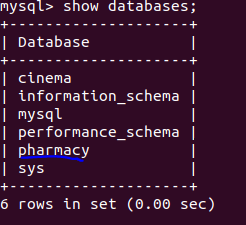 mysql> show databases;
+--------------------+
| Database           |
+--------------------+
| cinema             |
| information_schema |
| mysql              |
| performance_schema |
| pharmacy           |
| sys                |
+--------------------+
6 rows in set (0.00 sec)